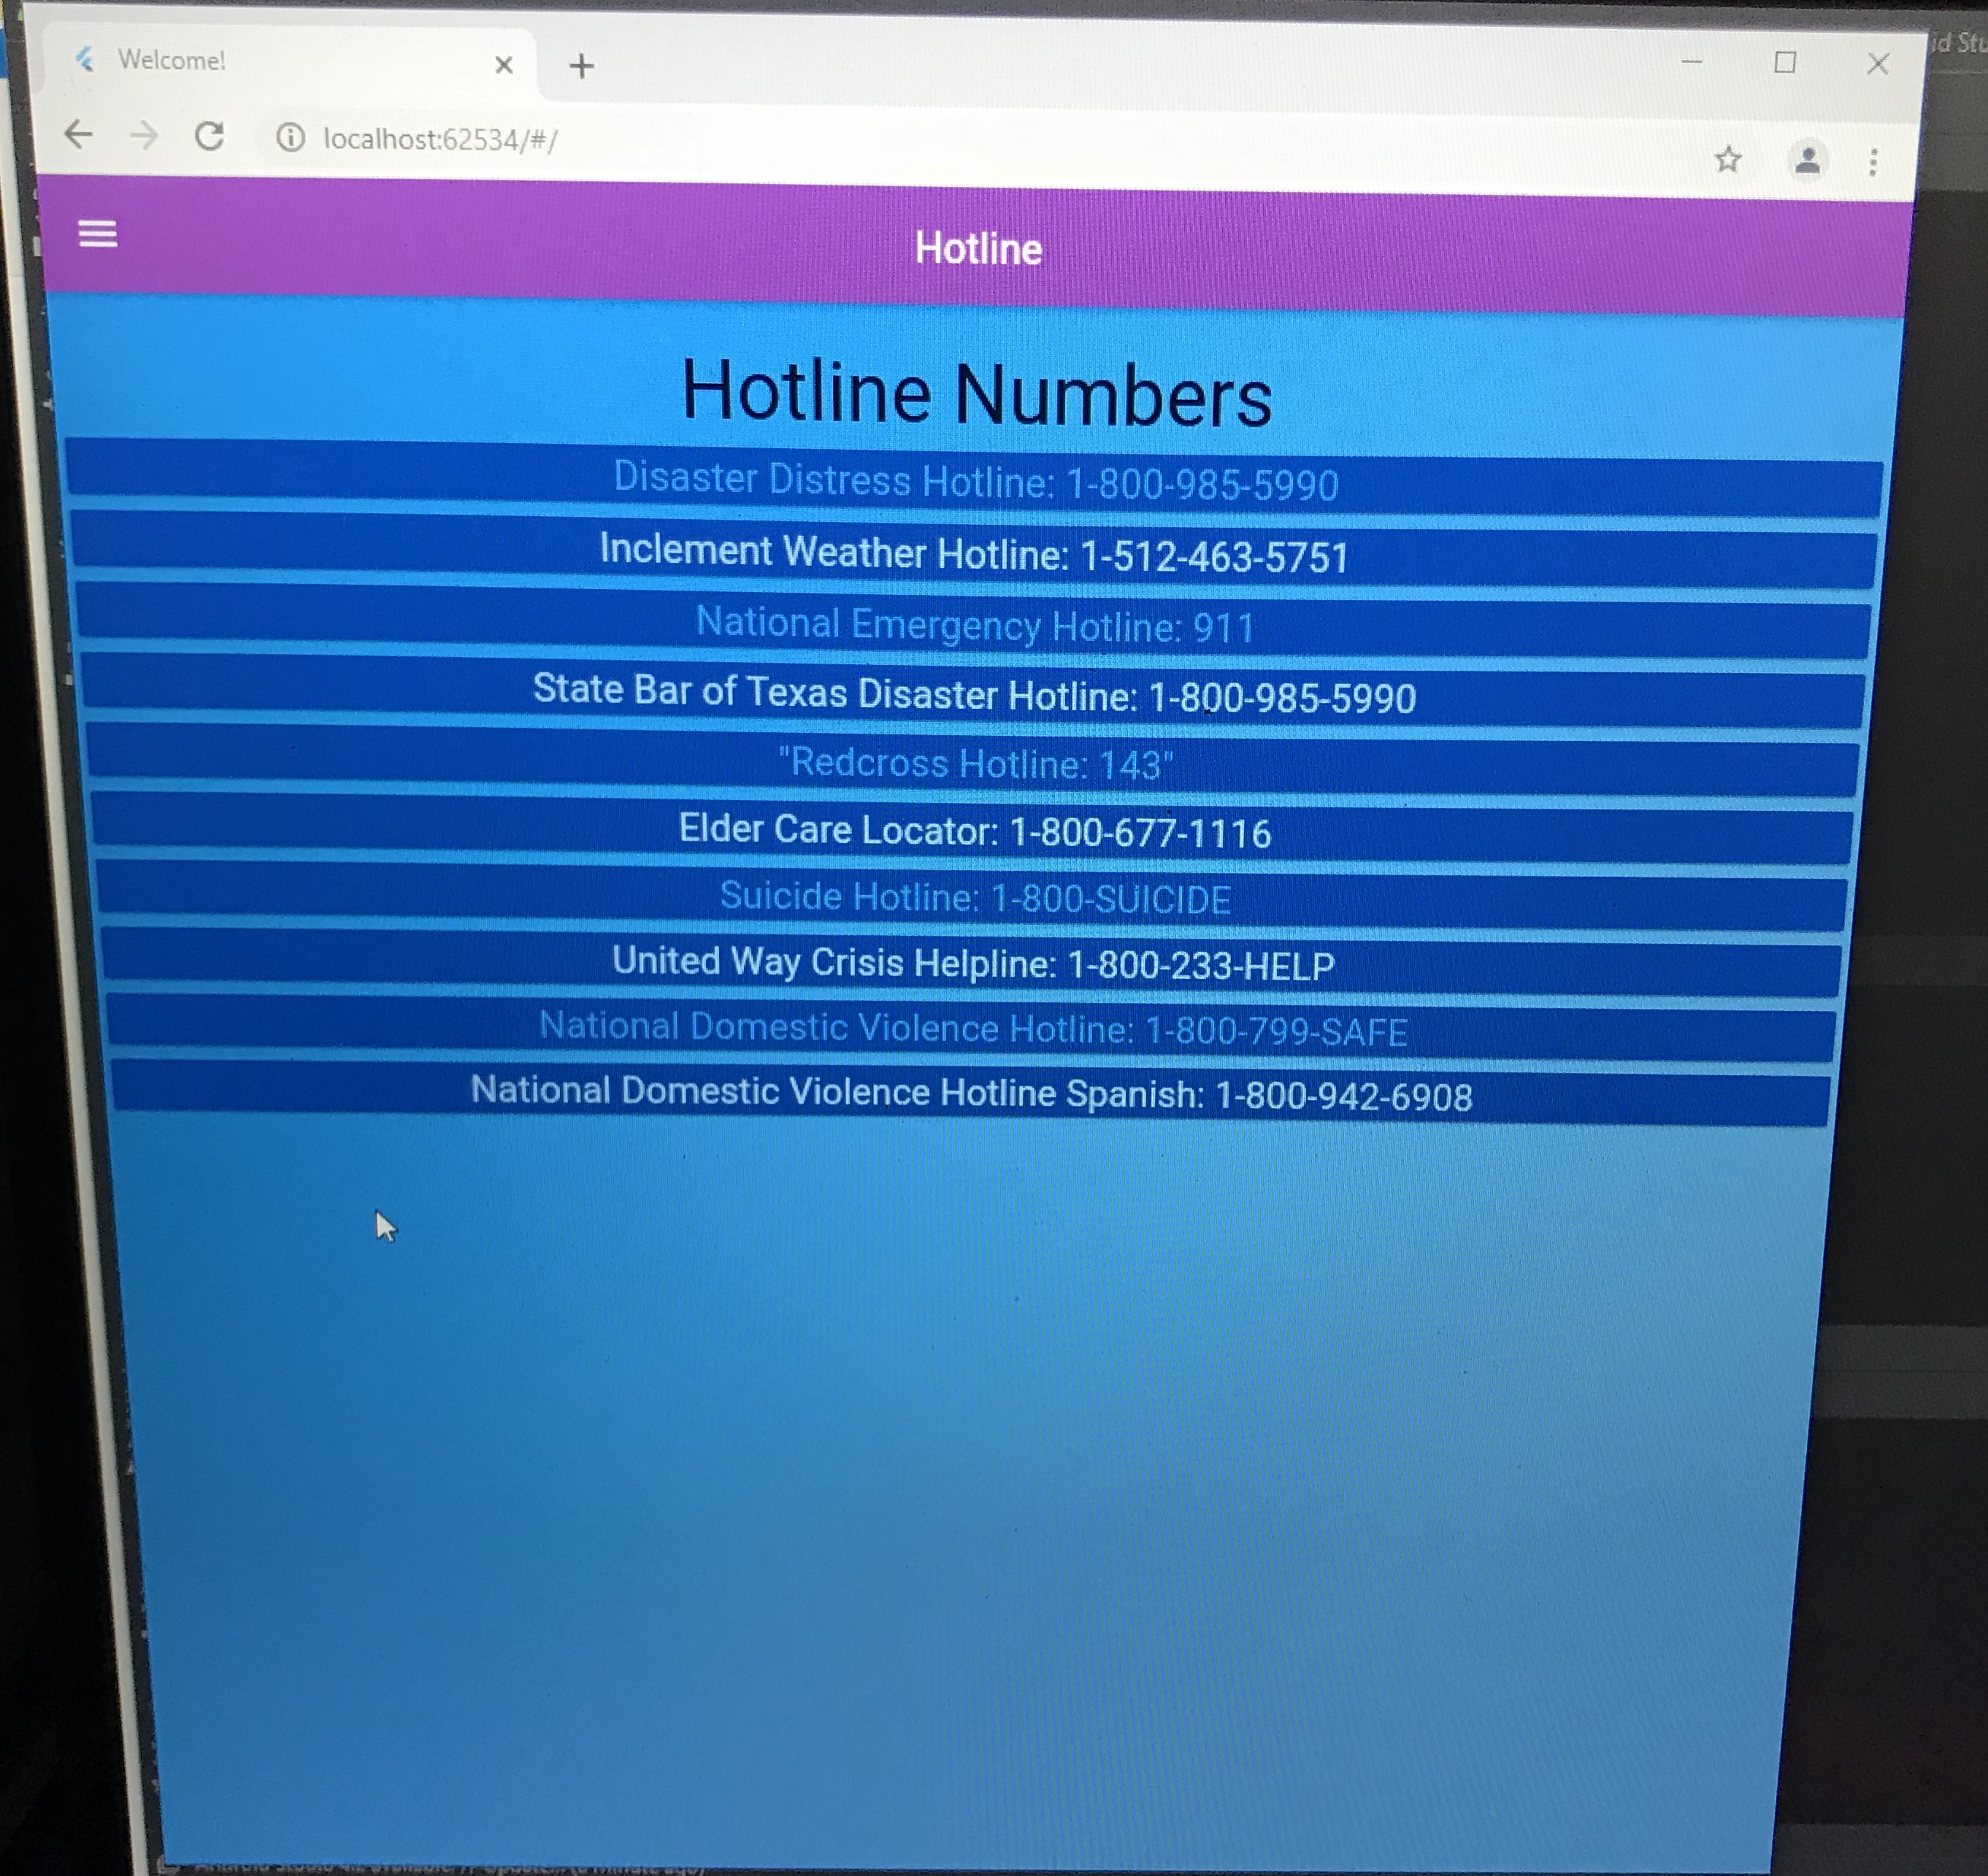 Welcome!
localhost:62534/#/
Hotline
Hotline Numbers
Disaster Distress Hotline: 1-800-985-5990
Inclement Weather Hotline: 1-512-463-5751
National Emergency Hotline: 911
State Bar of Texas Disaster Hotline: 1-800-985-5990
"Redcross Hotline: 143"
Elder Care Locator: 1-800-677-1116
Suicide Hotline: 1-800-SUICIDE
United Way Crisis Helpline: 1-800-233-HELP
National Domestic Violence Hotline: 1-800-799-SAFE
National Domestic Violence Hotline Spanish: 1-800-942-6908